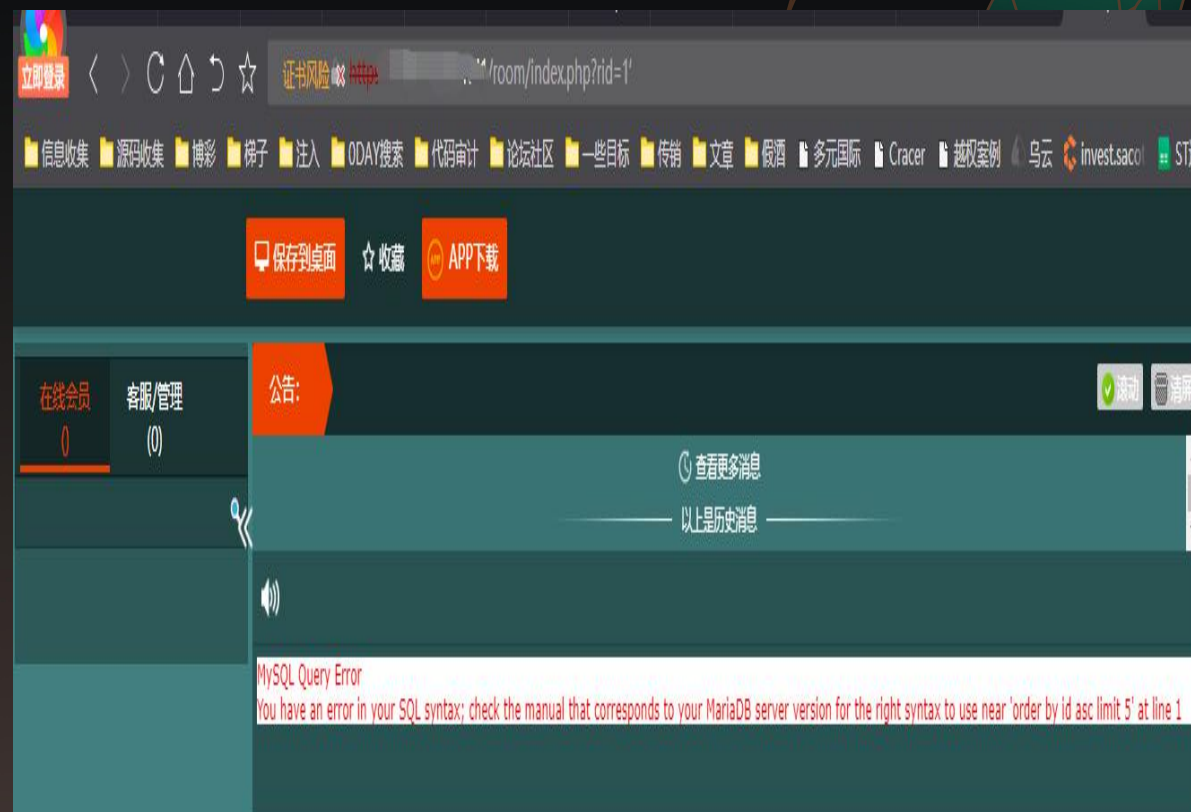 立即登录
证书风险 https /room/index.php?rid=1'
信息收集 源码收集 博彩 梯子 注入 0DAY搜索 代码审计 论坛社区 一些目标 传销 文章 假酒 多元国际 Cracer 越权案例 乌云 invest.saco
保存到桌面 收藏 APP APP下载
在线会员 客服/管理
() (0)
公告:
滚动 清屏
查看更多消息
以上是历史消息
MySQL Query Error
You have an error in your SQL syntax; check the manual that corresponds to your MariaDB server version for the right syntax to use near 'order by id asc limit 5' at line 1